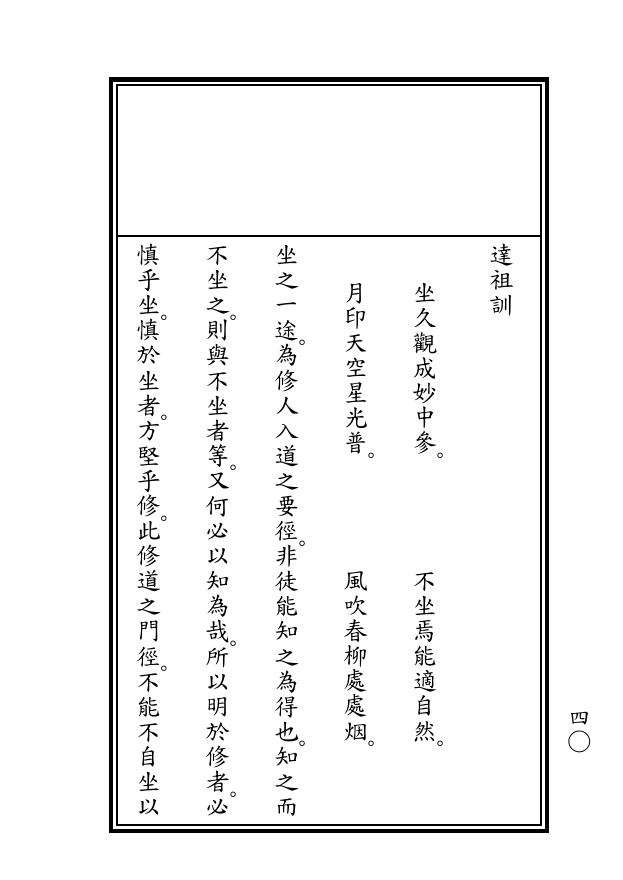 達祖訓
坐久觀成妙中參。　不坐焉能適自然。
月印天空星光普。　風吹春柳處處烟。
坐之一途。為修人入道之要徑。非徒能知之為得也。知之而
不坐之。則與不坐者等。又何必以知為哉。所以明於修者。必
慎乎坐。慎於坐者。方堅乎修。此修道之門徑。不能不自坐以
四〇